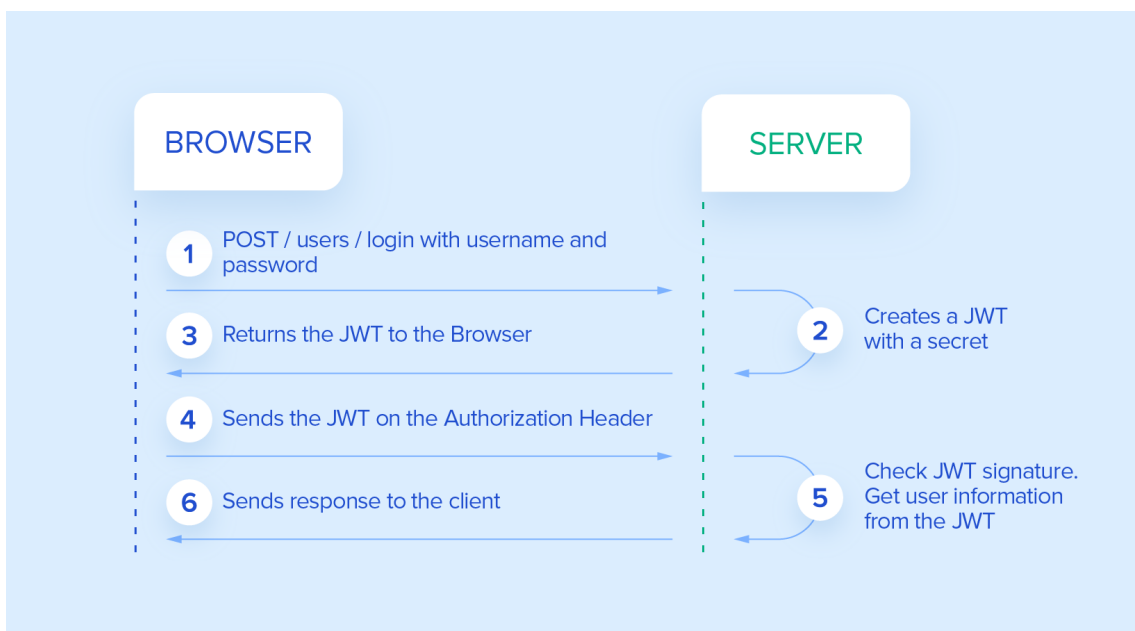 BROWSER
SERVER
1
POST / users / login with username and
password
2
Creates a JWT
with a secret
3
Returns the JWT to the Browser
4
Sends the JWT on the Authorization Header
5
Check JWT signature.
Get user information
from the JWT
6
Sends response to the client